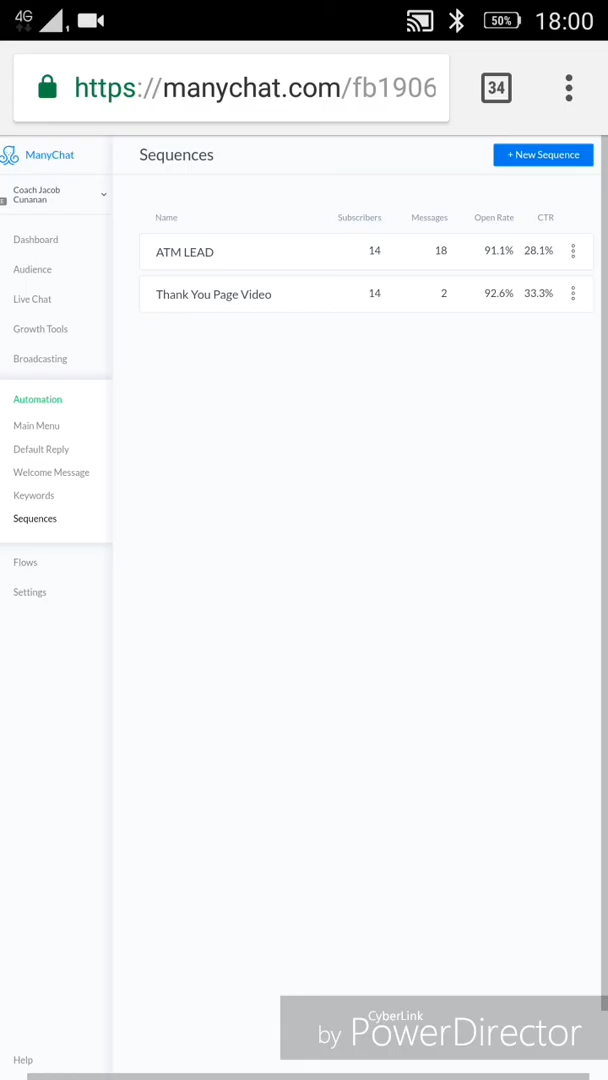 4G
50%
18:00
https://manychat.com/fb1906
34
ManyChat
Sequences
+ New Sequence
Coach Jacob
Cunanan
Name Subscribers Messages Open Rate CTR
Dashboard
ATM LEAD 14 18 91.1% 28.1%
Audience
Thank You Page Video 14 2 92.6% 33.3%
Live Chat
Growth Tools
Broadcasting
Automation
Main Menu
Default Reply
Welcome Message
Keywords
Sequences
Flows
Settings
CyberLink
by PowerDirector
Help